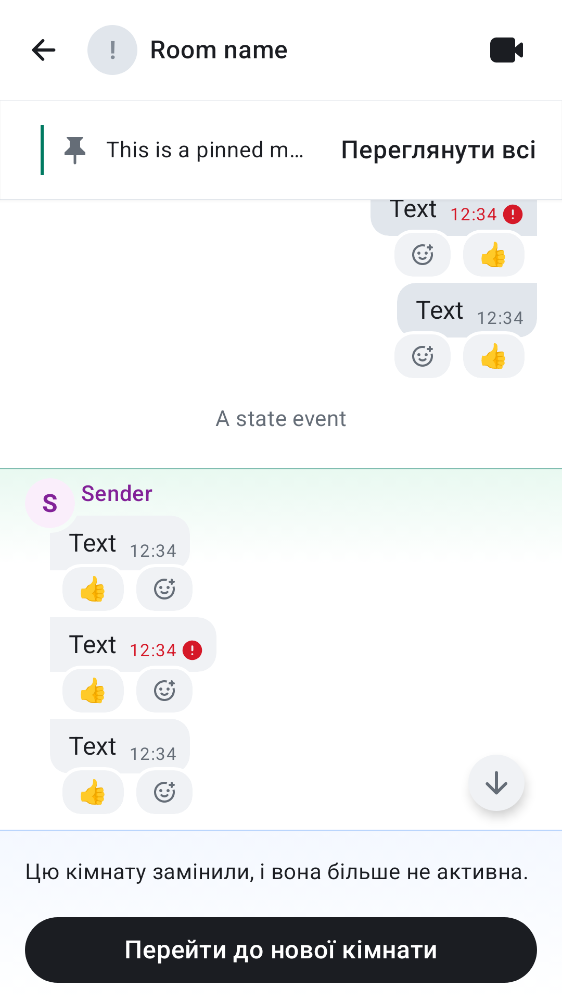 !
Room name
This is a pinned m...
Переглянути всі
Text 12:34
👍
Text 12:34
👍
A state event
S
Sender
Text 12:34
👍
Text 12:34
👍
Text 12:34
👍
Цю кімнату замінили, і вона більше не активна.
Перейти до нової кімнати